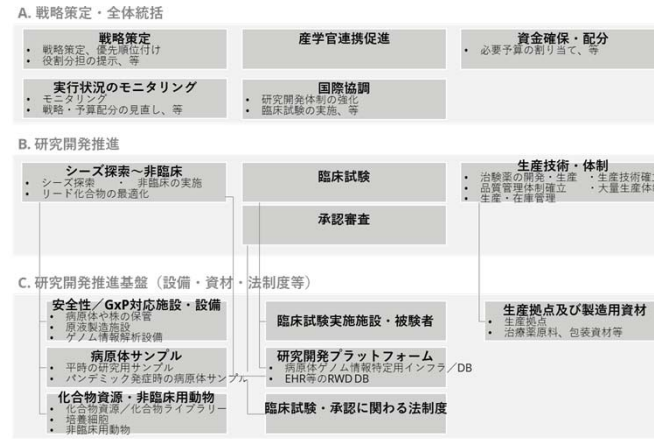 A. 戦略策定・全体統括
戦略策定
• 戦略策定、優先順位付け
• 役割分担の提示、等
産学官連携促進
資金確保・配分
• 必要予算の割り当て、等
実行状況のモニタリング
• モニタリング
• 戦略・予算配分の見直し、等
国際協調
• 研究開発体制の強化
• 臨床試験の実施、等
B. 研究開発推進
シーズ探索~非臨床
• シーズ探索 ・ 非臨床の実施
• リード化合物の最適化
臨床試験
生産技術・体制
• 治験薬の開発・生産 ・生産技術確
• 品質管理体制確立 ・大量生産体
• 生産・在庫管理
承認審査
C. 研究開発推進基盤（設備・資材・法制度等）
安全性／GxP対応施設・設備
• 病原体や株の保管
• 原液製造施設
• ゲノム情報解析設備
臨床試験実施施設・被験者
生産拠点及び製造用資材
• 生産拠点
• 治療薬原料、包装資材等
病原体サンプル
• 平時の研究用サンプル
• パンデミック発症時の病原体サンプル
研究開発プラットフォーム
• 病原体ゲノム情報特定用インフラ／DB
• EHR等のRWD DB
化合物資源・非臨床用動物
• 化合物資源／化合物ライブラリー
• 培養細胞
• 非臨床用動物
臨床試験・承認に関わる法制度